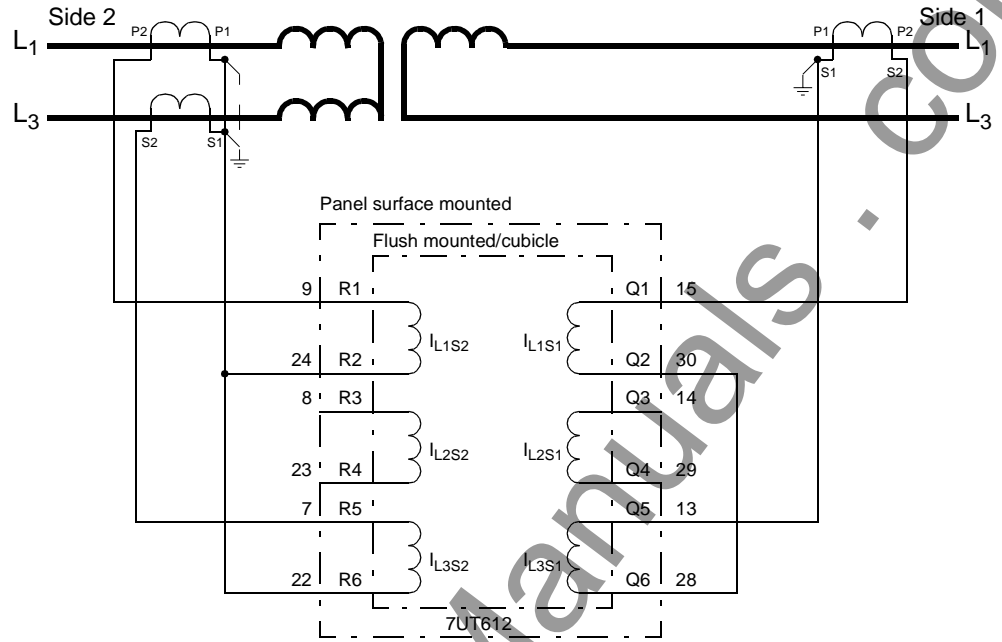 Side 2
Side 1
P2 P1
P1 P2
L1
L1
S1
S2
L3
L3
S2
S1
Panel surface mounted
Flush mounted/cubicle
9 R1
Q1 15
IL1S2
IL1S1
24 R2
Q2 30
8 R3
Q3 14
IL2S2
IL2S1
23 R4
Q4 29
7 R5
Q5 13
IL3S2
IL3S1
22 R6
Q6 28
7UT612
Manuals . co